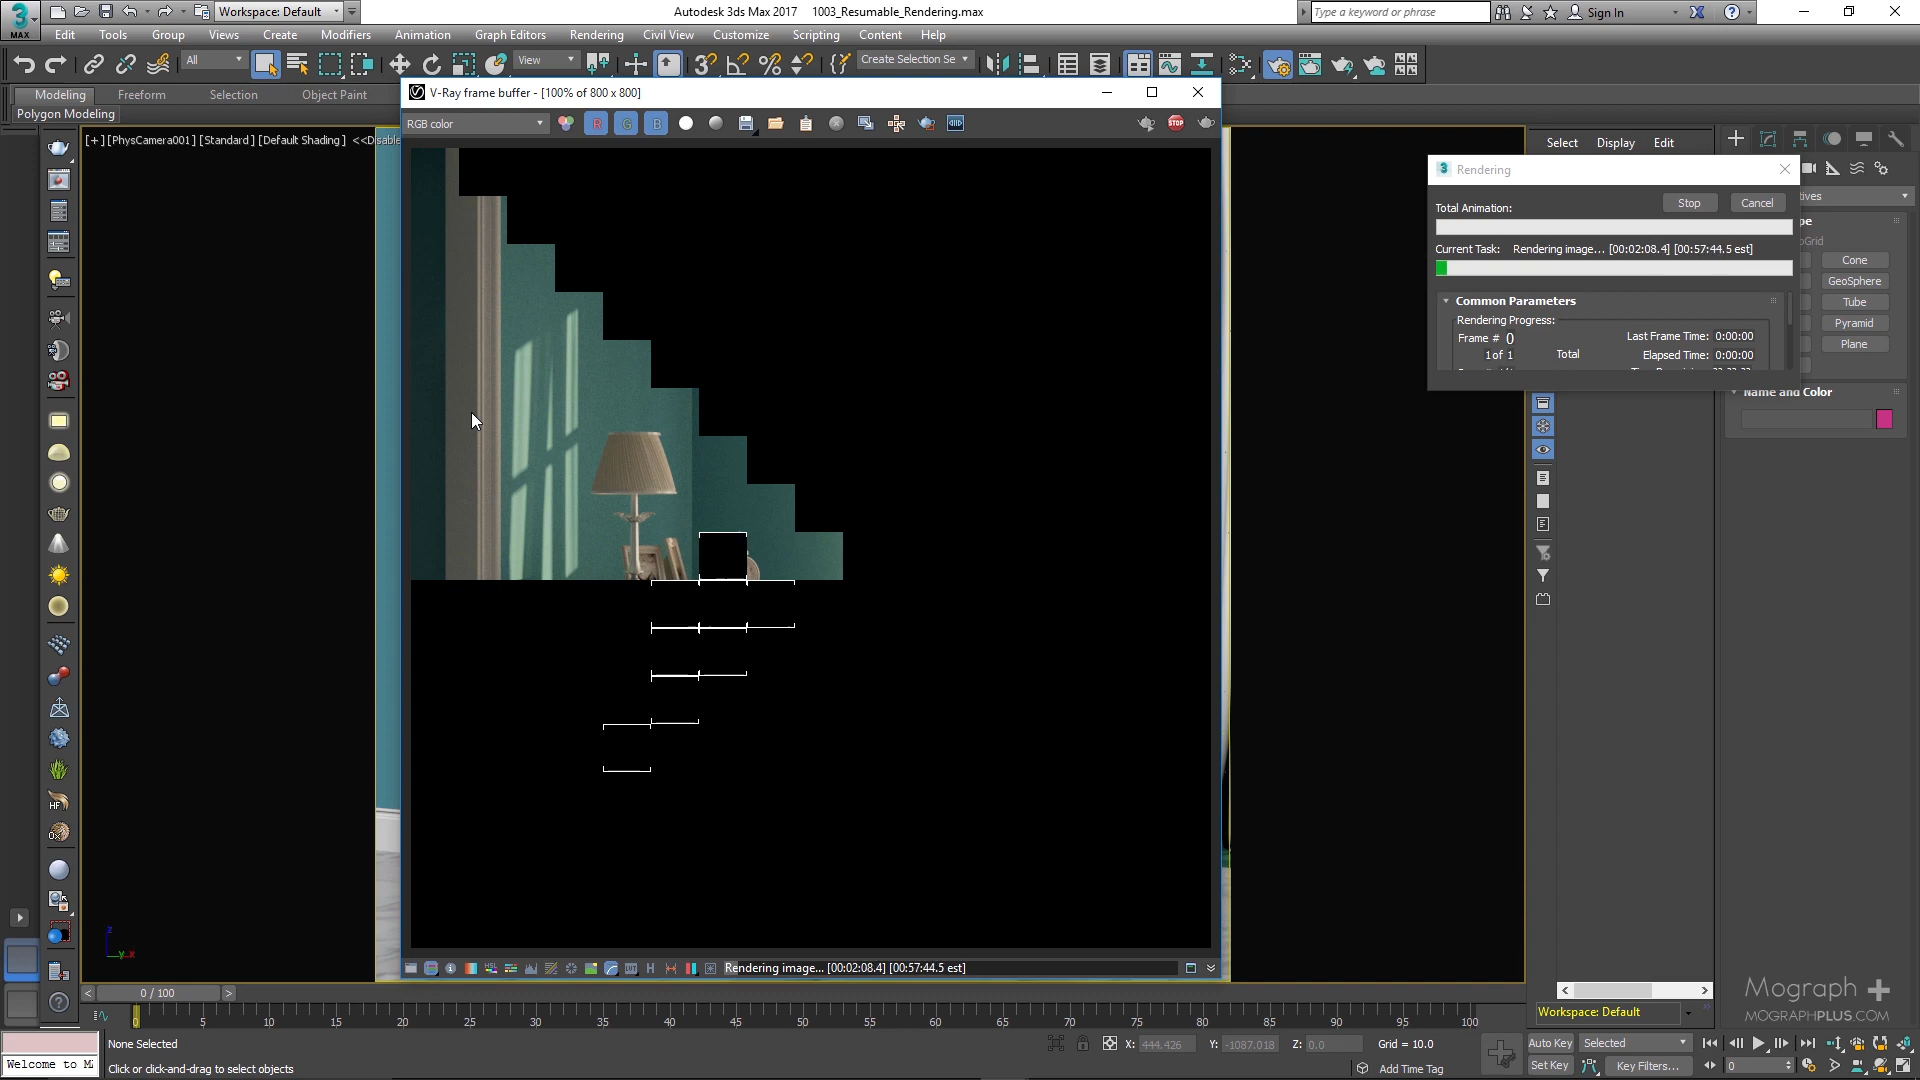 Workspace: Default
Autodesk 3ds Max 2017    1003_Resumable_Rendering.max
Type a keyword or phrase
Sign In
MAX
Edit
Tools
Group
Views
Create
Modifiers
Animation
Graph Editors
Rendering
Civil View
Customize
Scripting
Content
Help
All
View
Create Selection Se
Modeling
Freeform
Selection
Object Paint
Polygon Modeling
V-Ray frame buffer - [100% of 800 x 800]
RGB color
R
G
B
STOP
[+] [PhysCamera001] [Standard] [Default Shading] <<Disable
Select
Display
Edit
Rendering
Total Animation:
Stop
Cancel
Current Task: Rendering image... [00:02:08.4] [00:57:44.5 est]
Common Parameters
Rendering Progress:
Frame # 0
1 of 1
Total
Last Frame Time: 0:00:00
Elapsed Time: 0:00:00
Cone
GeoSphere
Tube
Pyramid
Plane
Name and Color
Rendering image... [00:02:08.4] [00:57:44.5 est]
z
y
x
0 / 100
0 5 10 15 20 25 30 35 40 45 50 55 60 65 70 75 80 85 90 95 100
Workspace: Default
Mograph +
MOGRAPHPLUS.COM
Welcome to M
None Selected
Click or click-and-drag to select objects
X: 444.426
Y: -1087.018
Z: 0.0
Grid = 10.0
Add Time Tag
Auto Key
Selected
Set Key
Key Filters...
0